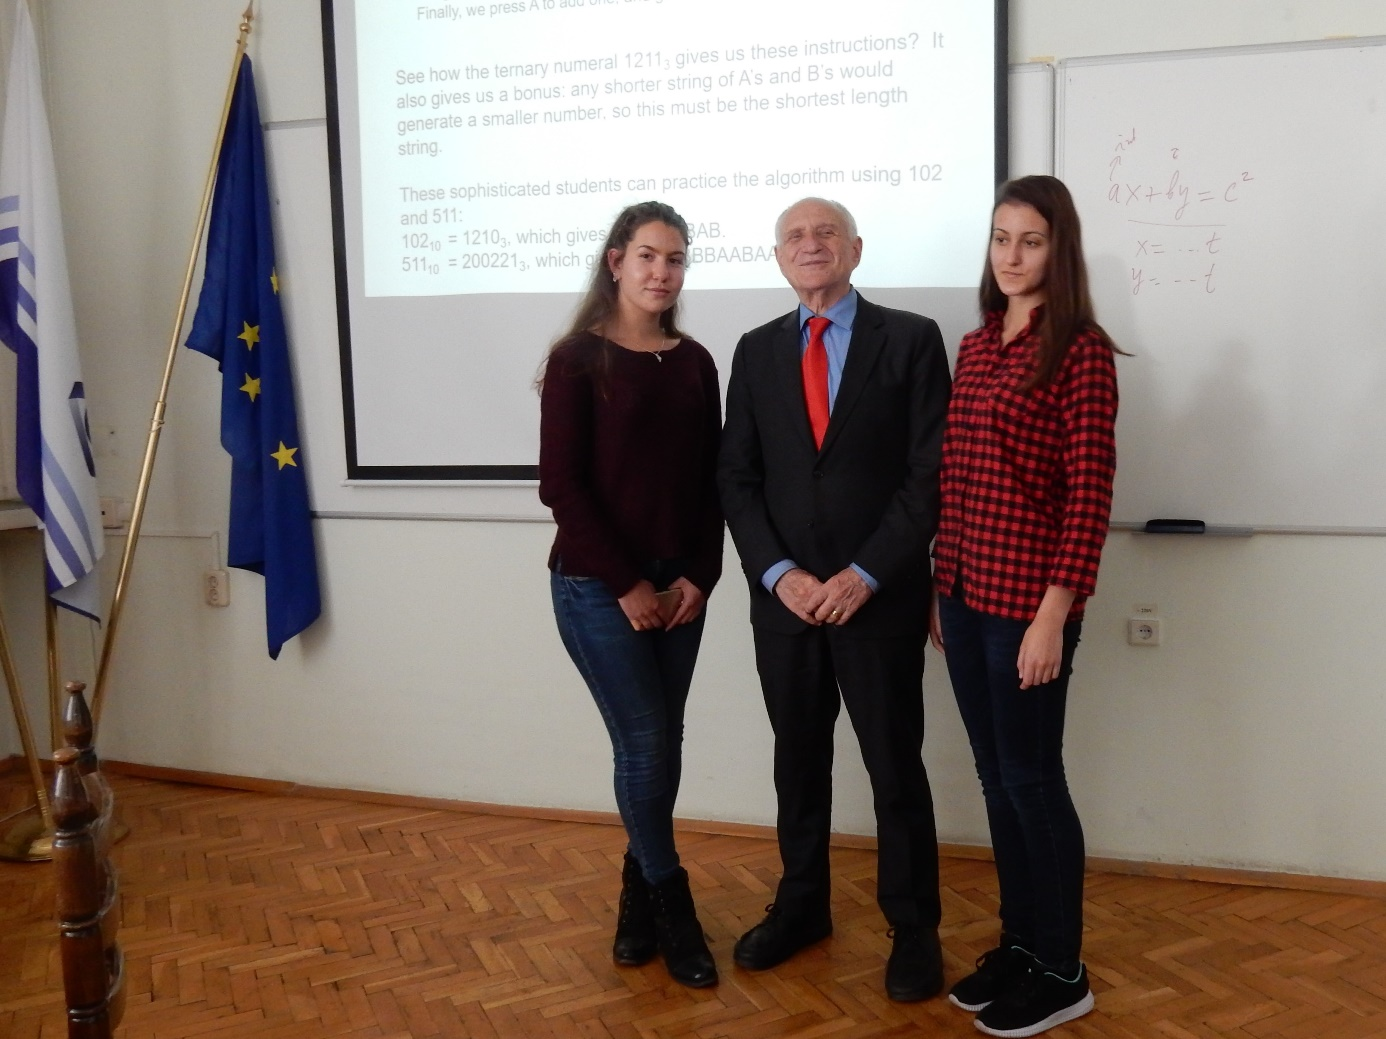 Finally, we press A to add one, and g
See how the ternary numeral 1211₃ gives us these instructions? It
also gives us a bonus: any shorter string of A's and B's would
generate a smaller number, so this must be the shortest length
string.
These sophisticated students can practice the algorithm using 102
and 511:
102₁₀ = 1210₃, which gives BAB.
511₁₀ = 200221₃, which g BBAABAA
int
ax + by = c²
x = ... t
y = ... t